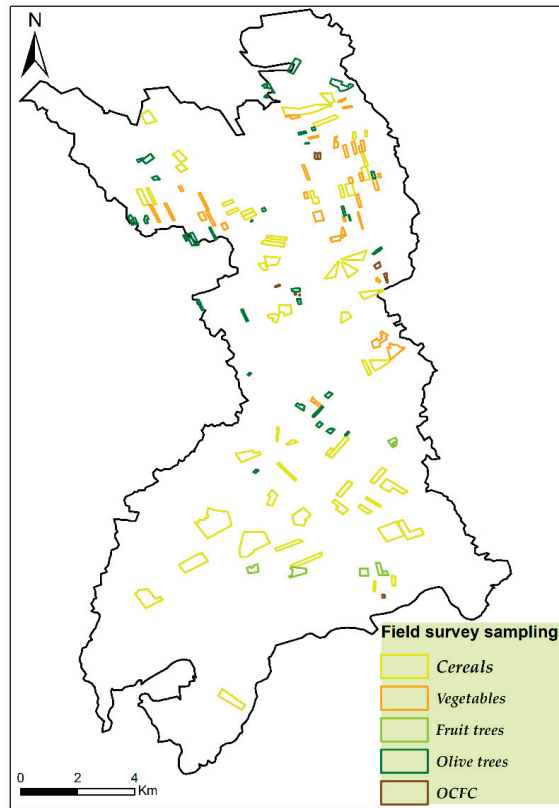 N
Field survey sampling
Cereals
Vegetables
Fruit trees
Olive trees
OCFC
0 2 4
Km